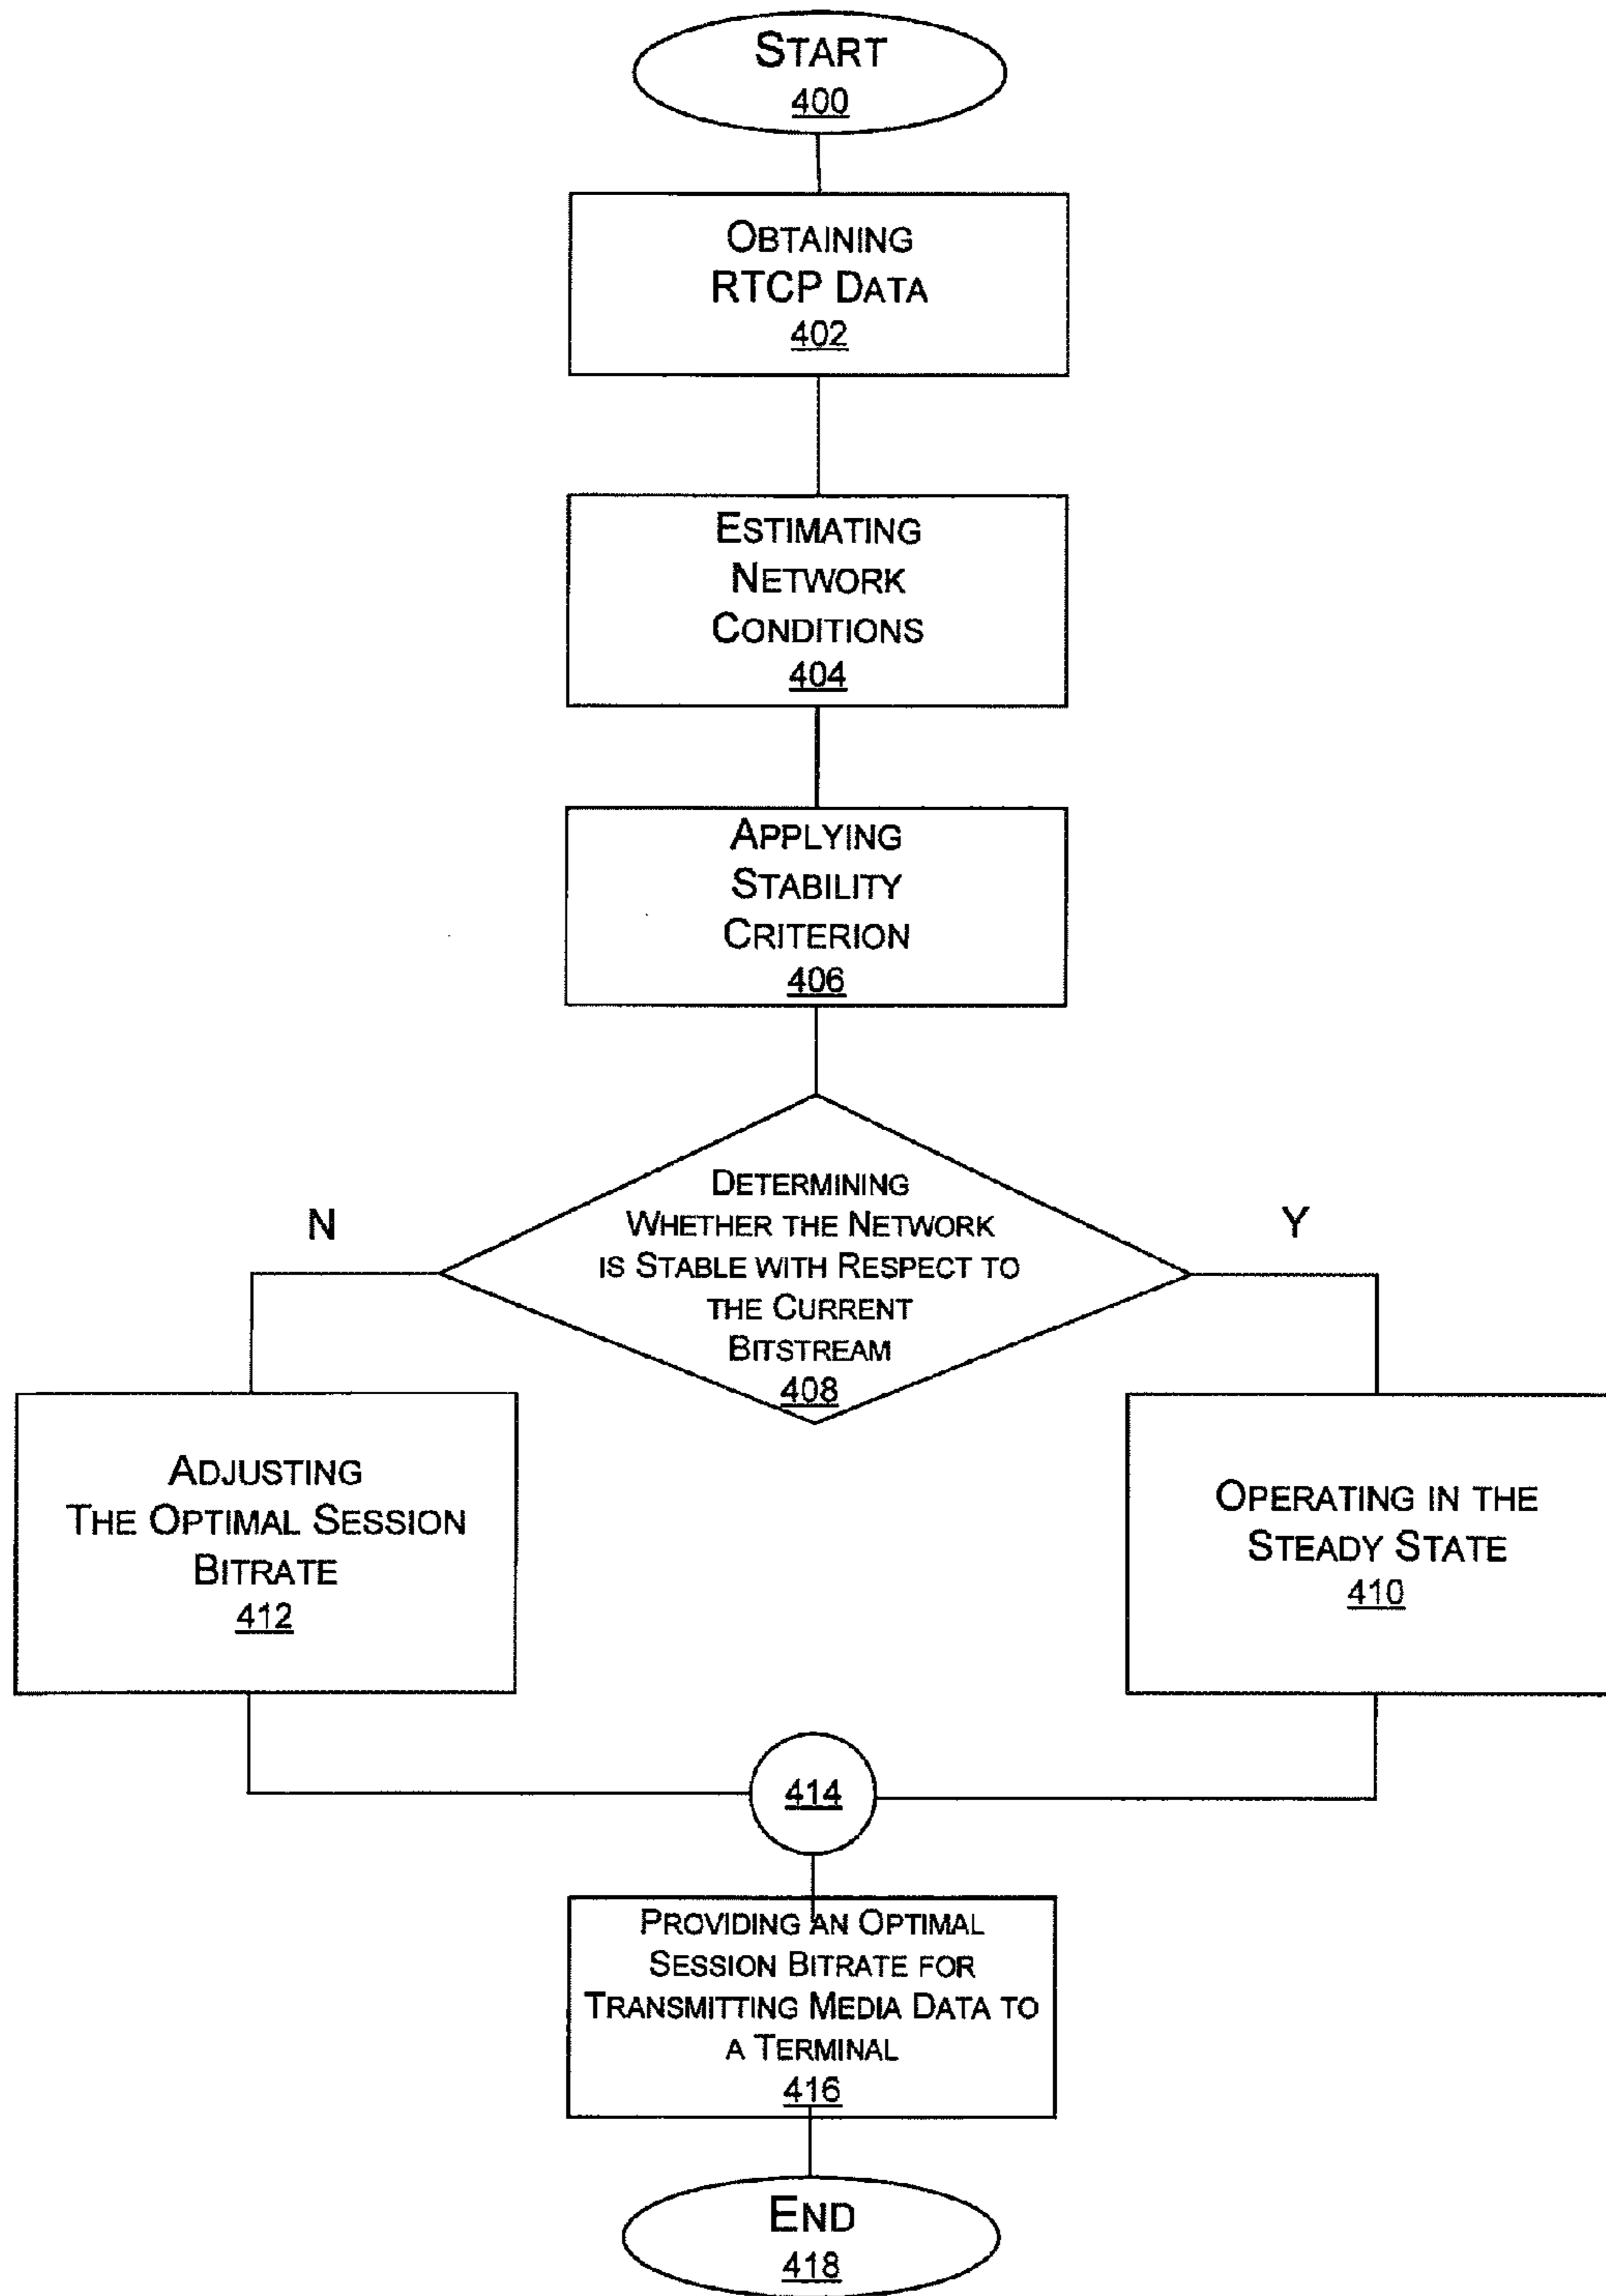 START
400
OBTAINING
RTCP DATA
402
ESTIMATING
NETWORK
CONDITIONS
404
APPLYING
STABILITY
CRITERION
406
DETERMINING
WHETHER THE NETWORK
IS STABLE WITH RESPECT TO
THE CURRENT
BITSTREAM
408
N
Y
ADJUSTING
THE OPTIMAL SESSION
BITRATE
412
OPERATING IN THE
STEADY STATE
410
414
PROVIDING AN OPTIMAL
SESSION BITRATE FOR
TRANSMITTING MEDIA DATA TO
A TERMINAL
416
END
418